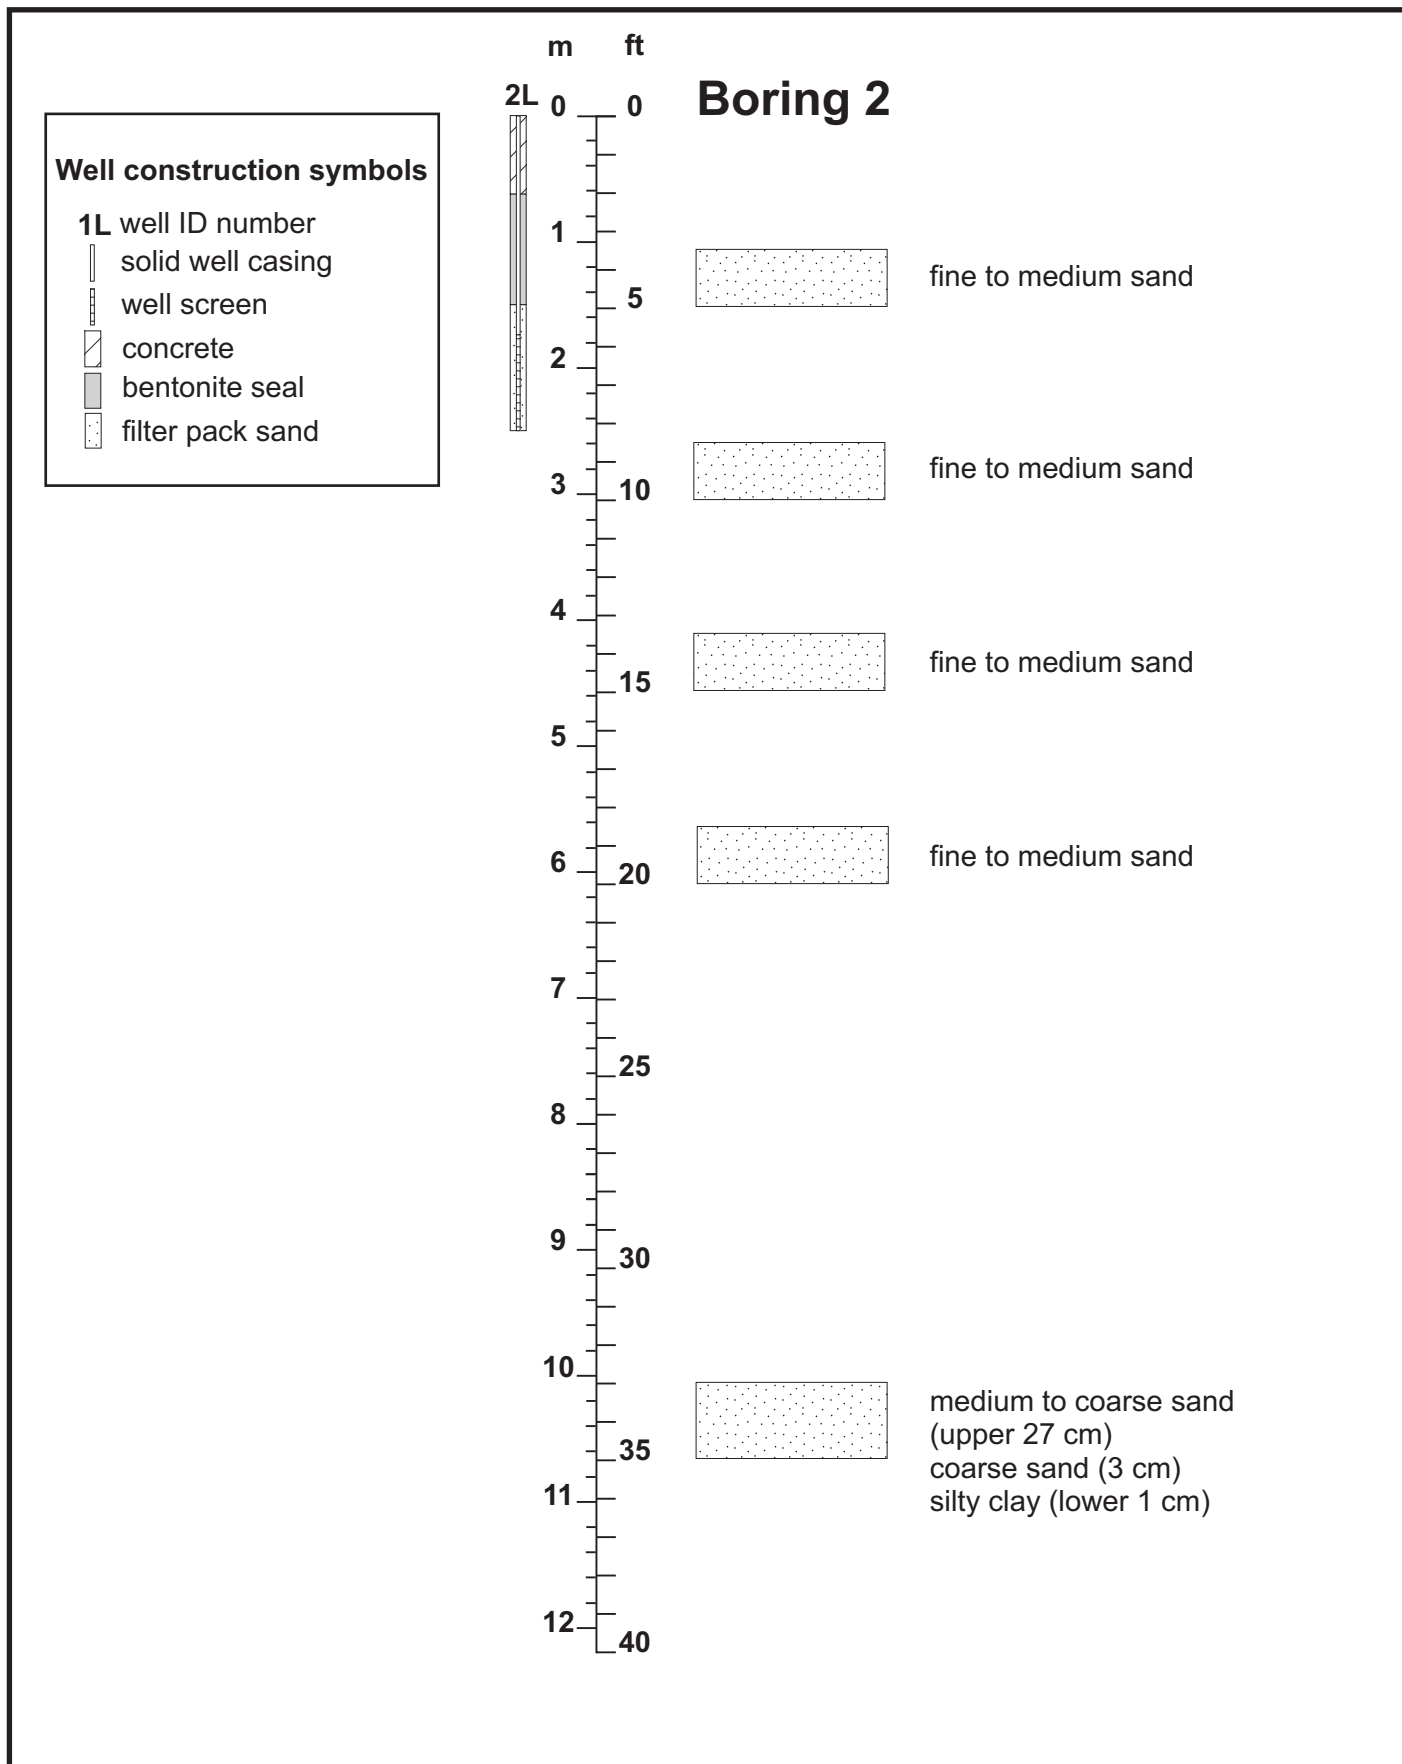 m ft
2L 0 0 Boring 2
Well construction symbols
1L well ID number
solid well casing
well screen
concrete
bentonite seal
filter pack sand
1
fine to medium sand
5
2
fine to medium sand
3 10
4
fine to medium sand
15
5
fine to medium sand
6 20
7
25
8
9 30
10
medium to coarse sand
(upper 27 cm)
35
coarse sand (3 cm)
11 silty clay (lower 1 cm)
12 40